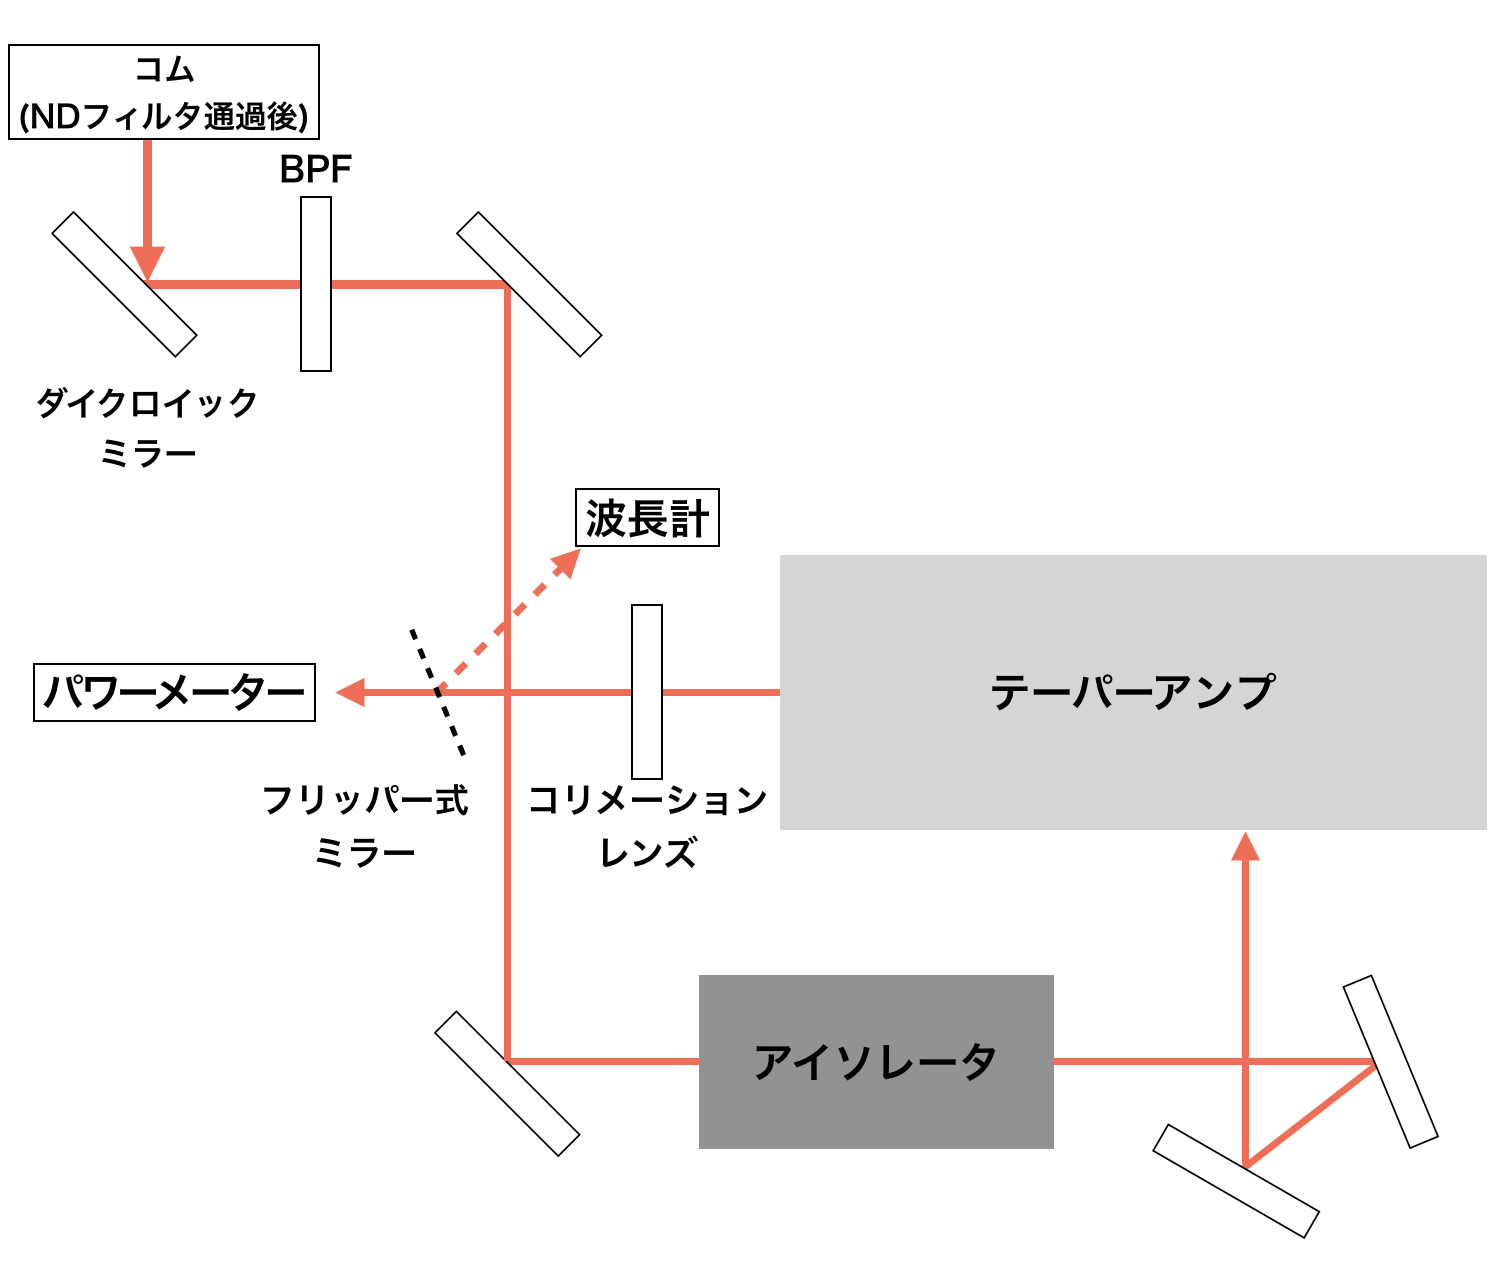 コム
(NDフィルタ通過後)
BPF
ダイクロイック
ミラー
波長計
パワーメーター
テーパーアンプ
フリッパー式
ミラー
コリメーション
レンズ
アイソレータ